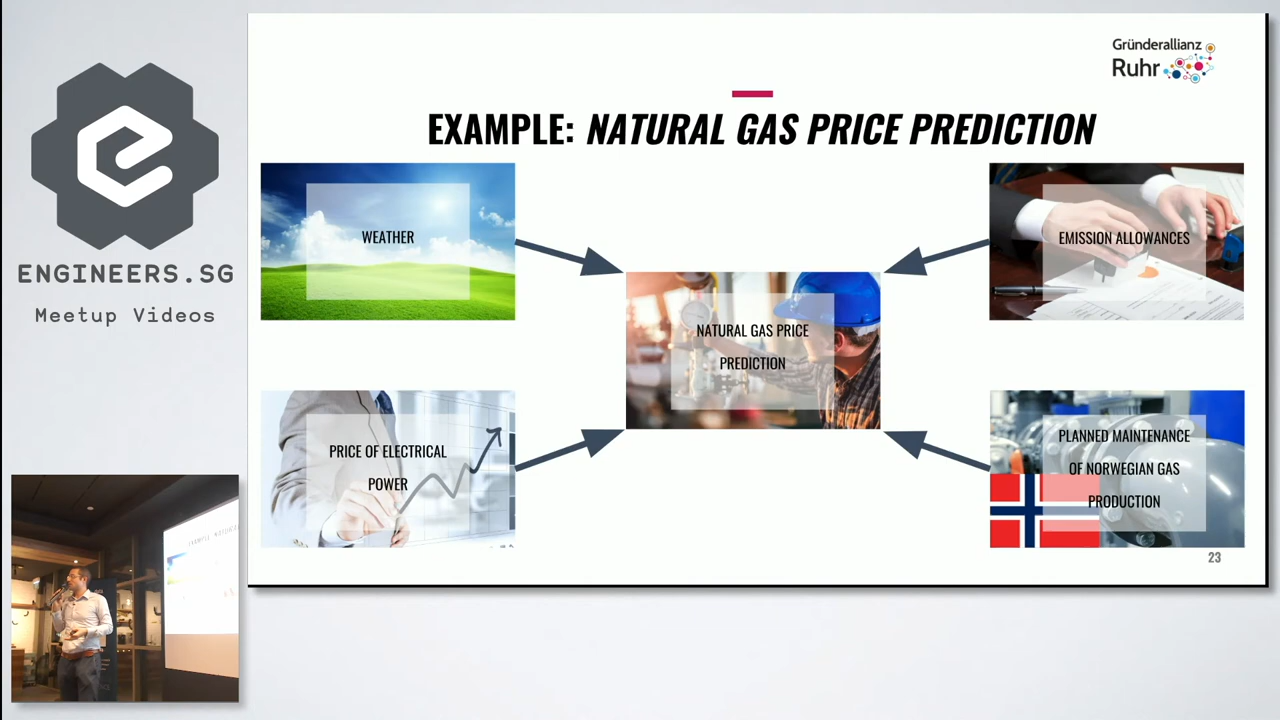 ENGINEERS.SG
Meetup Videos
Gründerallianz
Ruhr
EXAMPLE: NATURAL GAS PRICE PREDICTION
WEATHER
EMISSION ALLOWANCES
NATURAL GAS PRICE
PREDICTION
PRICE OF ELECTRICAL
POWER
PLANNED MAINTENANCE
OF NORWEGIAN GAS
PRODUCTION
23